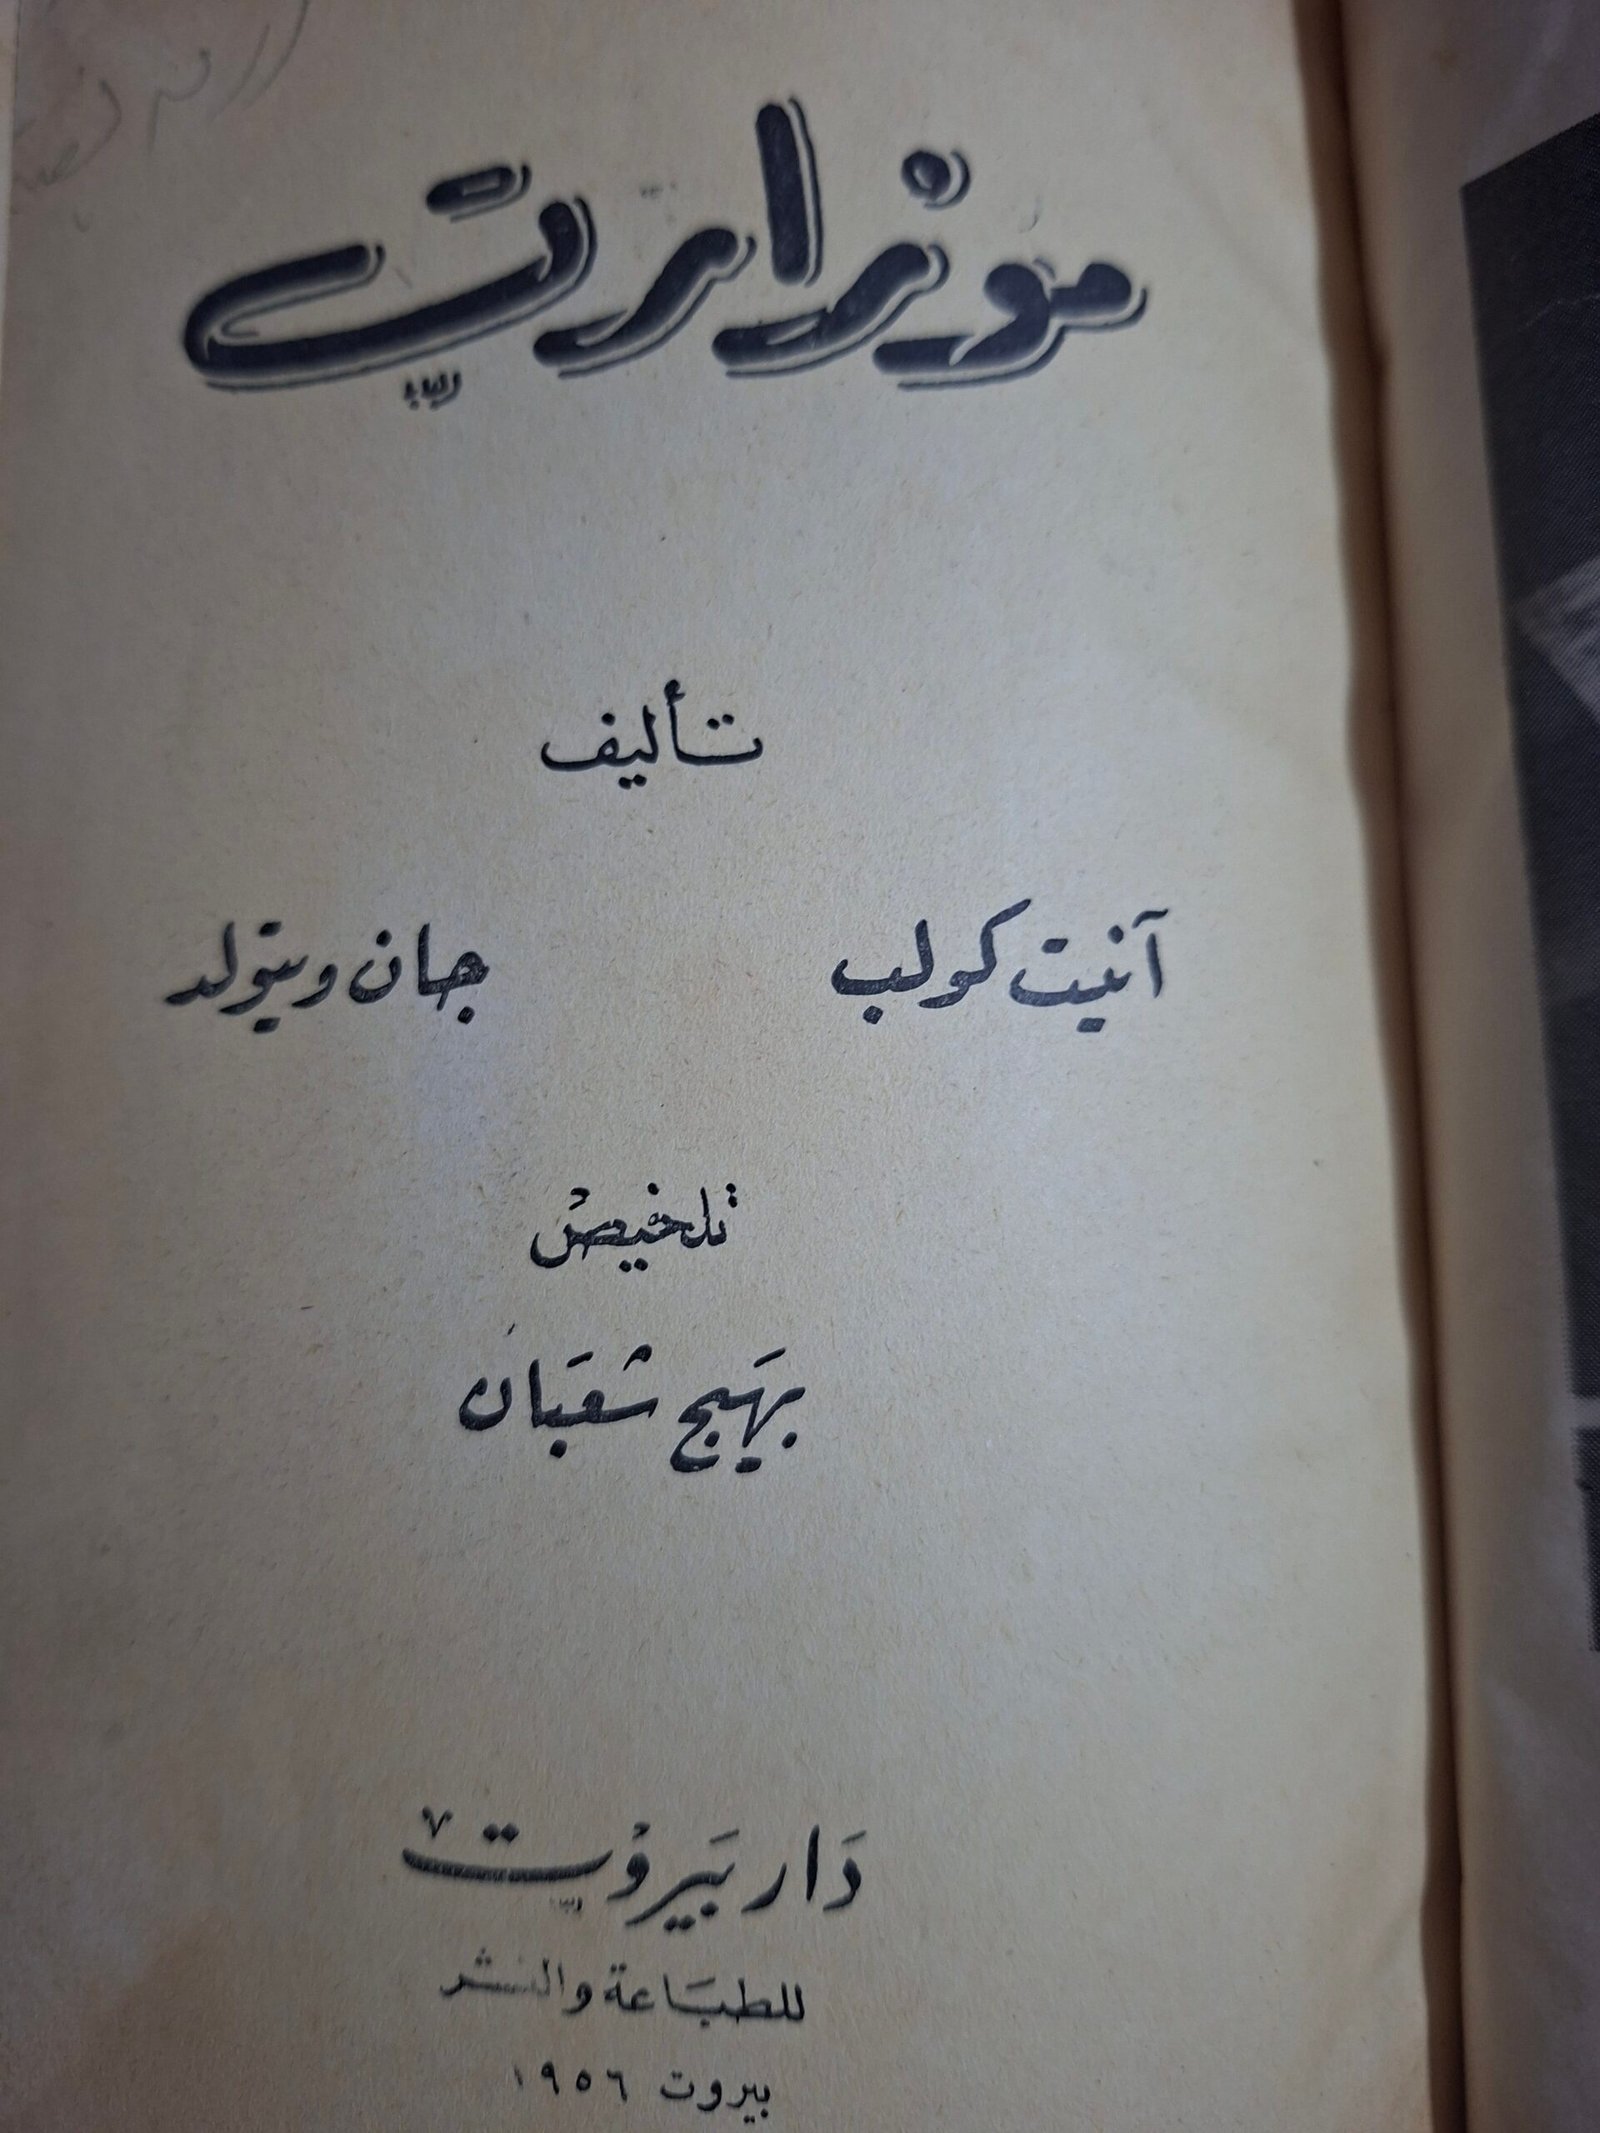 موزارت
تأليف
آنيت كولب جان ويتولد
تلخيص
بهيج شعبان
دار بيروت
للطباعة والنشر
بيروت ١٩٥٦